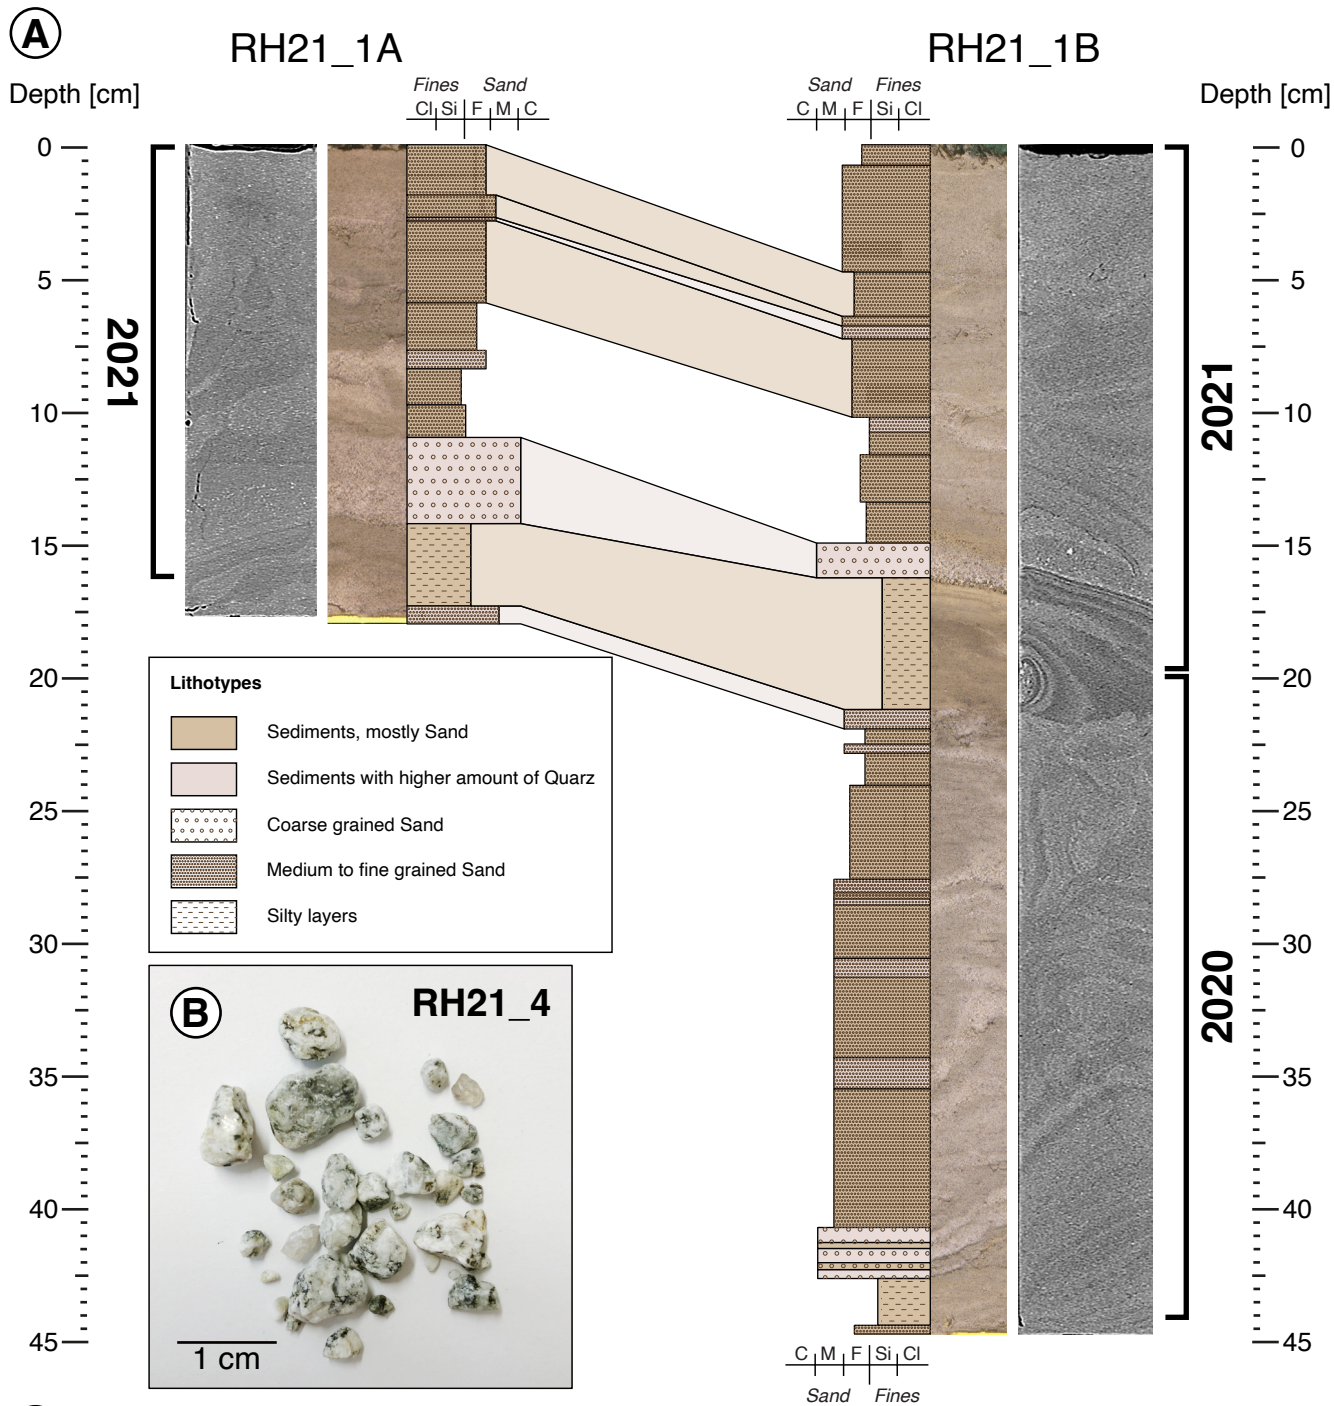 A
RH21_1A
RH21_1B
Depth [cm]
Fines Sand
Cl Si F M C
Sand Fines
C M F Si Cl
Depth [cm]
0
5
10
15
20
25
30
35
40
45
2021
0
5
10
15
20
25
30
35
40
45
2021
2020
Lithotypes
Sediments, mostly Sand
Sediments with higher amount of Quarz
Coarse grained Sand
Medium to fine grained Sand
Silty layers
B
RH21_4
1 cm
C M F Si Cl
Sand Fines